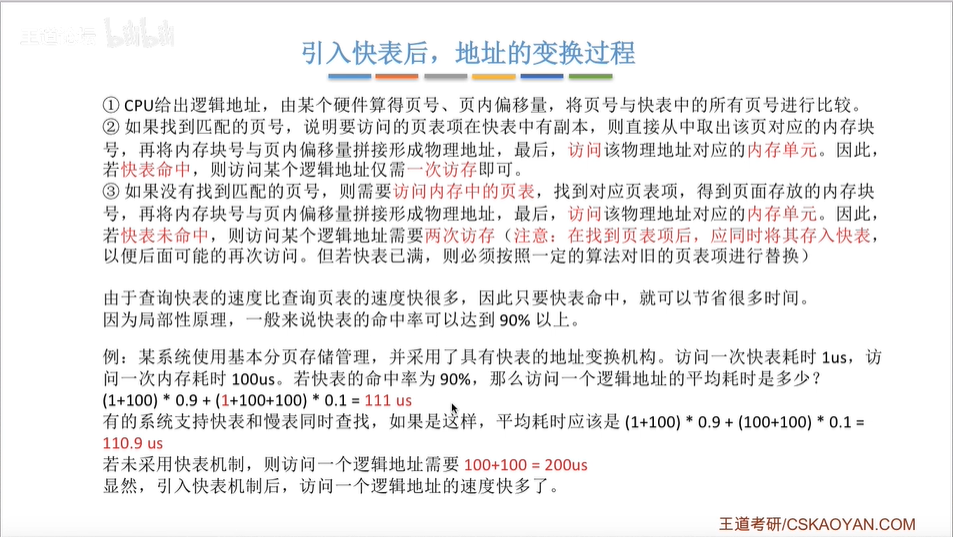 bilibili
引入快表后，地址的变换过程
① CPU给出逻辑地址，由某个硬件算得页号、页内偏移量，将页号与快表中的所有页号进行比较。
② 如果找到匹配的页号，说明要访问的页表项在快表中有副本，则直接从中取出该页对应的内存块
号，再将内存块号与页内偏移量拼接形成物理地址，最后，访问该物理地址对应的内存单元。因此，
若快表命中，则访问某个逻辑地址仅需一次访存即可。
③ 如果没有找到匹配的页号，则需要访问内存中的页表，找到对应页表项，得到页面存放的内存块
号，再将内存块号与页内偏移量拼接形成物理地址，最后，访问该物理地址对应的内存单元。因此，
若快表未命中，则访问某个逻辑地址需要两次访存（注意：在找到页表项后，应同时将其存入快表，
以便后面可能的再次访问。但若快表已满，则必须按照一定的算法对旧的页表项进行替换）
由于查询快表的速度比查询页表的速度快很多，因此只要快表命中，就可以节省很多时间。
因为局部性原理，一般来说快表的命中率可以达到 90% 以上。
例：某系统使用基本分页存储管理，并采用了具有快表的地址变换机构。访问一次快表耗时 1us，访
问一次内存耗时 100us。若快表的命中率为 90%，那么访问一个逻辑地址的平均耗时是多少？
(1+100) * 0.9 + (1+100+100) * 0.1 = 111 us
有的系统支持快表和慢表同时查找，如果是这样，平均耗时应该是 (1+100) * 0.9 + (100+100) * 0.1 =
110.9 us
若未采用快表机制，则访问一个逻辑地址需要 100+100 = 200us
显然，引入快表机制后，访问一个逻辑地址的速度快多了。
王道考研/CSKAOYAN.COM